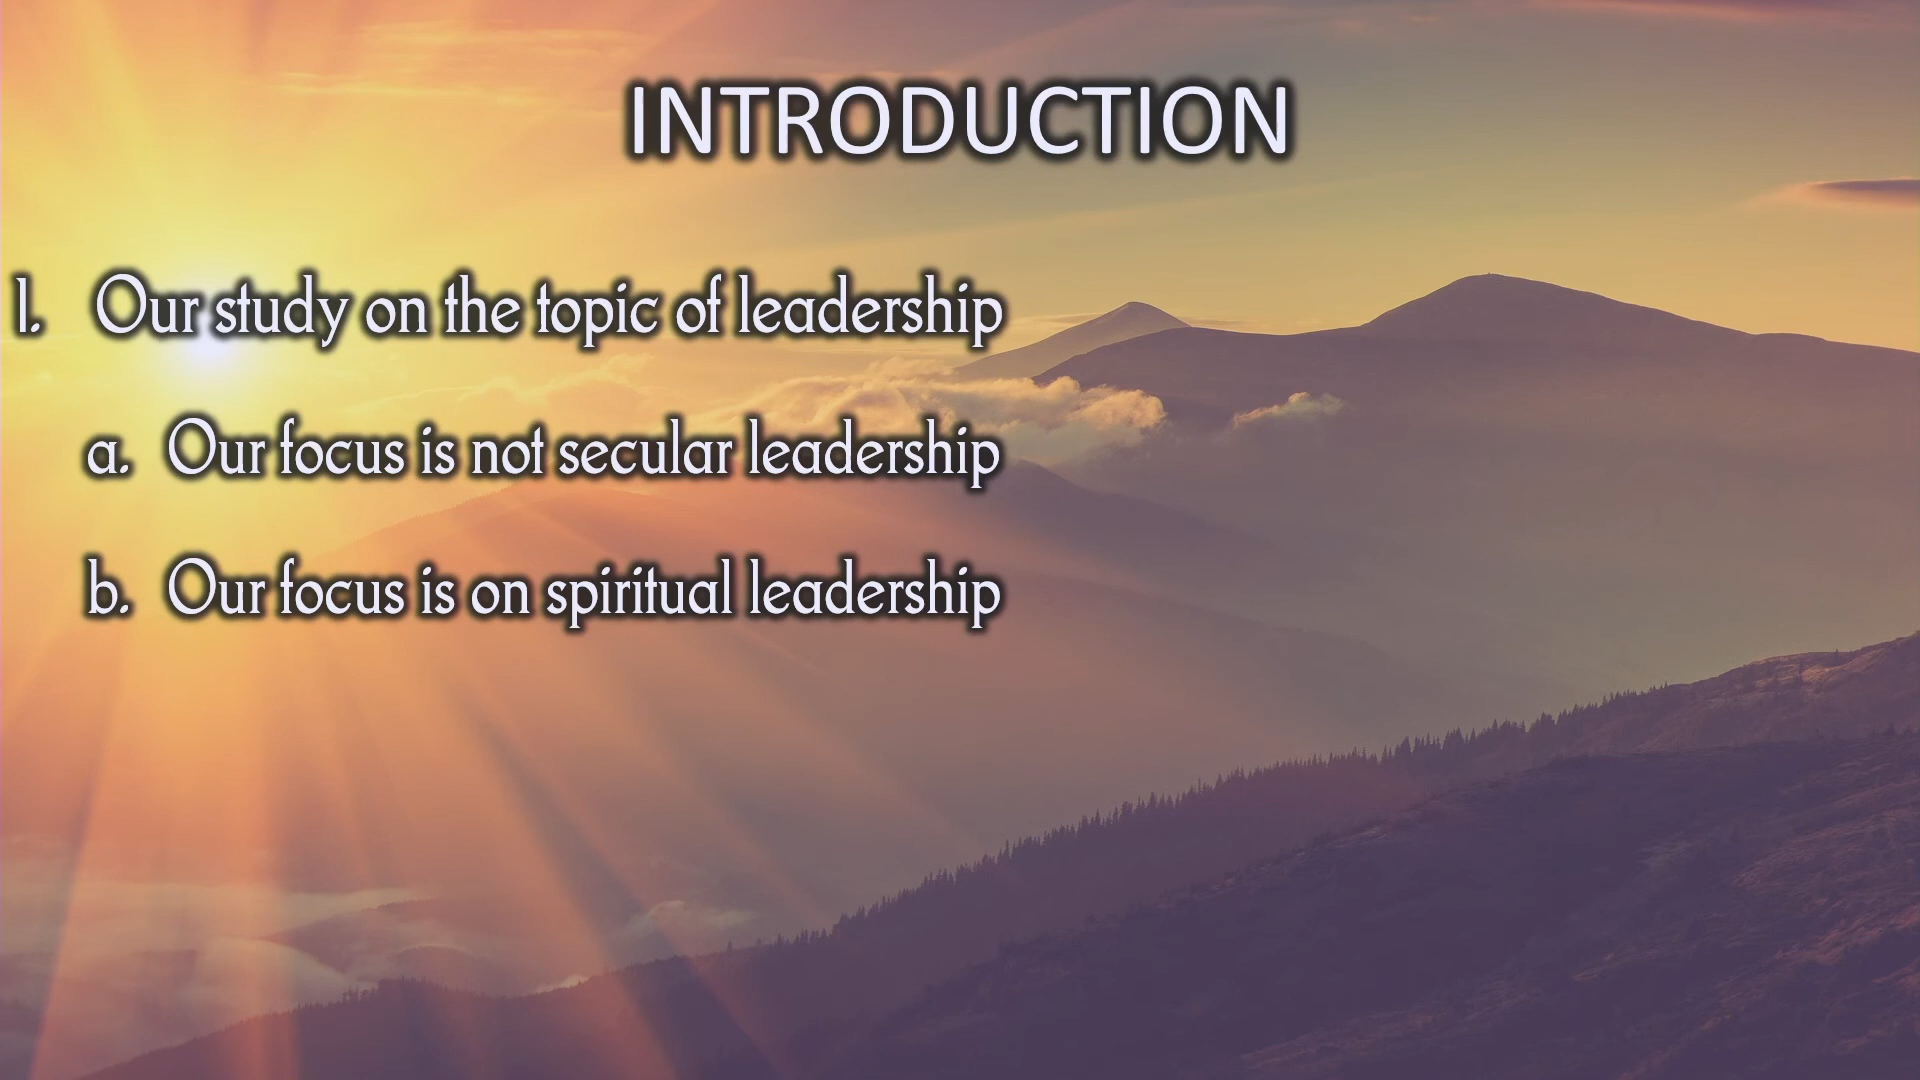 INTRODUCTION
1. Our study on the topic of leadership
a. Our focus is not secular leadership
b. Our focus is on spiritual leadership